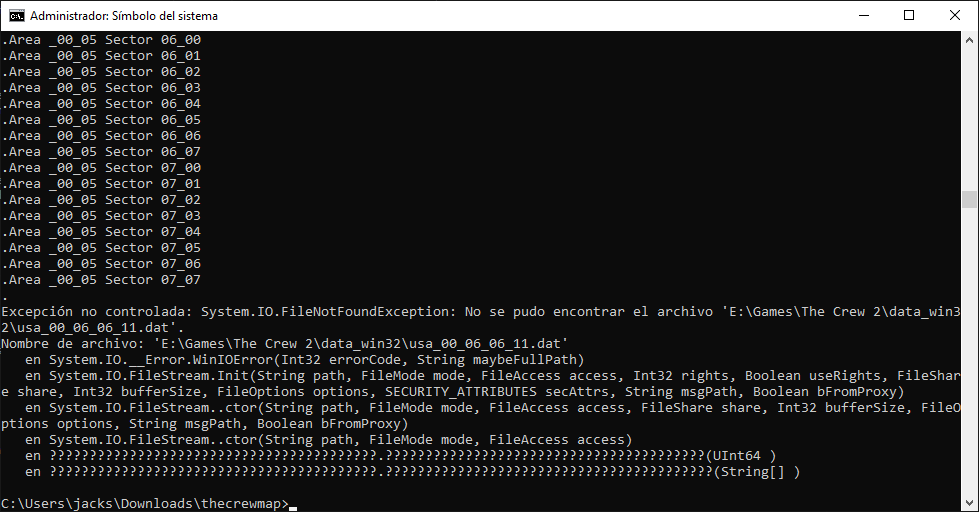 Administrador: Símbolo del sistema
.Area _00_05 Sector 06_00
.Area _00_05 Sector 06_01
.Area _00_05 Sector 06_02
.Area _00_05 Sector 06_03
.Area _00_05 Sector 06_04
.Area _00_05 Sector 06_05
.Area _00_05 Sector 06_06
.Area _00_05 Sector 06_07
.Area _00_05 Sector 07_00
.Area _00_05 Sector 07_01
.Area _00_05 Sector 07_02
.Area _00_05 Sector 07_03
.Area _00_05 Sector 07_04
.Area _00_05 Sector 07_05
.Area _00_05 Sector 07_06
.Area _00_05 Sector 07_07
.
Excepción no controlada: System.IO.FileNotFoundException: No se pudo encontrar el archivo 'E:\Games\The Crew 2\data_win3
2\usa_00_06_06_11.dat'.
Nombre de archivo: 'E:\Games\The Crew 2\data_win32\usa_00_06_06_11.dat'
   en System.IO.__Error.WinIOError(Int32 errorCode, String maybeFullPath)
   en System.IO.FileStream.Init(String path, FileMode mode, FileAccess access, Int32 rights, Boolean useRights, FileShar
e share, Int32 bufferSize, FileOptions options, SECURITY_ATTRIBUTES secAttrs, String msgPath, Boolean bFromProxy)
   en System.IO.FileStream..ctor(String path, FileMode mode, FileAccess access, FileShare share, Int32 bufferSize, FileO
ptions options, String msgPath, Boolean bFromProxy)
   en System.IO.FileStream..ctor(String path, FileMode mode, FileAccess access)
   en ?????????????????????????????????????????.????????????????????????????????????????(UInt64 )
   en ?????????????????????????????????????????.?????????????????????????????????????????(String[] )
C:\Users\jacks\Downloads\thecrewmap>